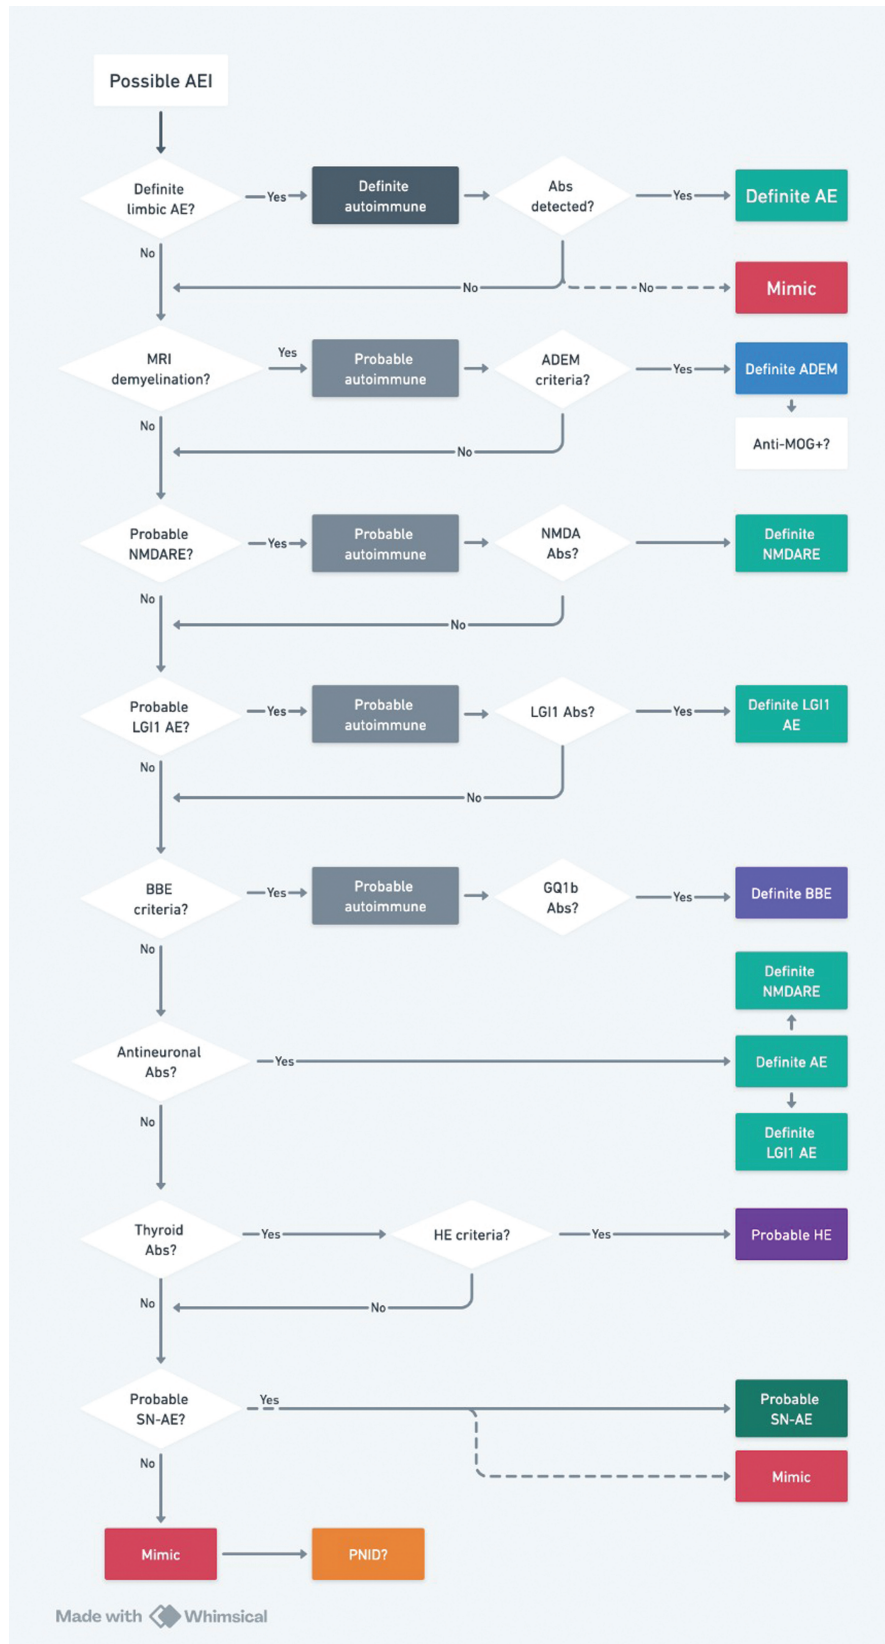 Possible AEI
Definite
limbic AE?
Yes
Definite
autoimmune
Abs
detected?
Yes
Definite AE
No
No
No
Mimic
MRI
demyelination?
Yes
Probable
autoimmune
ADEM
criteria?
Yes
Definite ADEM
No
No
Anti-MOG+?
Probable
NMDARE?
Yes
Probable
autoimmune
NMDA
Abs?
Definite
NMDARE
No
No
Probable
LGI1 AE?
Yes
Probable
autoimmune
LGI1 Abs?
Yes
Definite LGI1
AE
No
No
BBE
criteria?
Yes
Probable
autoimmune
GQ1b
Abs?
Yes
Definite BBE
No
Definite
NMDARE
Antineuronal
Abs?
Yes
Definite AE
No
Definite
LGI1 AE
Thyroid
Abs?
Yes
HE criteria?
Yes
Probable HE
No
No
Probable
SN-AE?
Yes
Probable
SN-AE
No
Mimic
Mimic
PNID?
Made with Whimsical